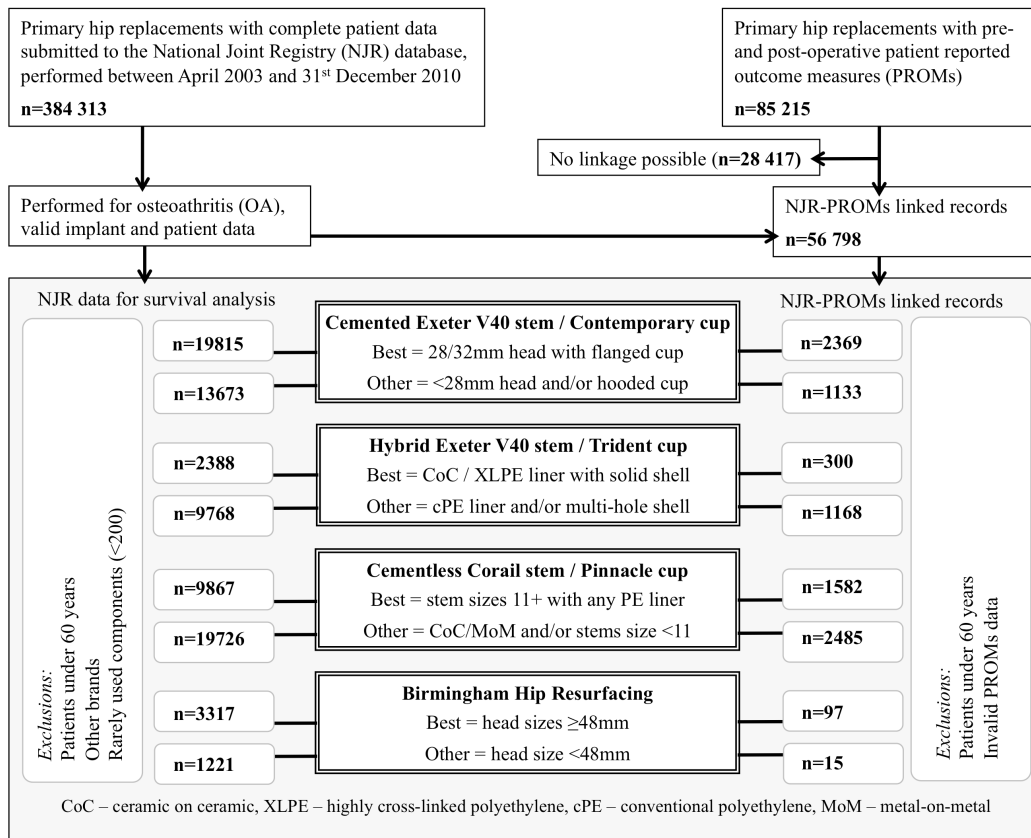 Primary hip replacements with complete patient data
submitted to the National Joint Registry (NJR) database,
performed between April 2003 and 31st December 2010
n=384 313
Primary hip replacements with pre-
and post-operative patient reported
outcome measures (PROMs)
n=85 215
No linkage possible (n=28 417)
Performed for osteoathritis (OA),
valid implant and patient data
NJR-PROMs linked records
n=56 798
NJR data for survival analysis
NJR-PROMs linked records
Exclusions:
Patients under 60 years
Other brands
Rarely used components (<200)
n=19815
n=13673
Cemented Exeter V40 stem / Contemporary cup
Best = 28/32mm head with flanged cup
Other = <28mm head and/or hooded cup
n=2369
n=1133
n=2388
n=9768
Hybrid Exeter V40 stem / Trident cup
Best = CoC / XLPE liner with solid shell
Other = cPE liner and/or multi-hole shell
n=300
n=1168
n=9867
n=19726
Cementless Corail stem / Pinnacle cup
Best = stem sizes 11+ with any PE liner
Other = CoC/MoM and/or stems size <11
n=1582
n=2485
n=3317
n=1221
Birmingham Hip Resurfacing
Best = head sizes ≥48mm
Other = head size <48mm
n=97
n=15
Exclusions:
Patients under 60 years
Invalid PROMs data
CoC – ceramic on ceramic, XLPE – highly cross-linked polyethylene, cPE – conventional polyethylene, MoM – metal-on-metal